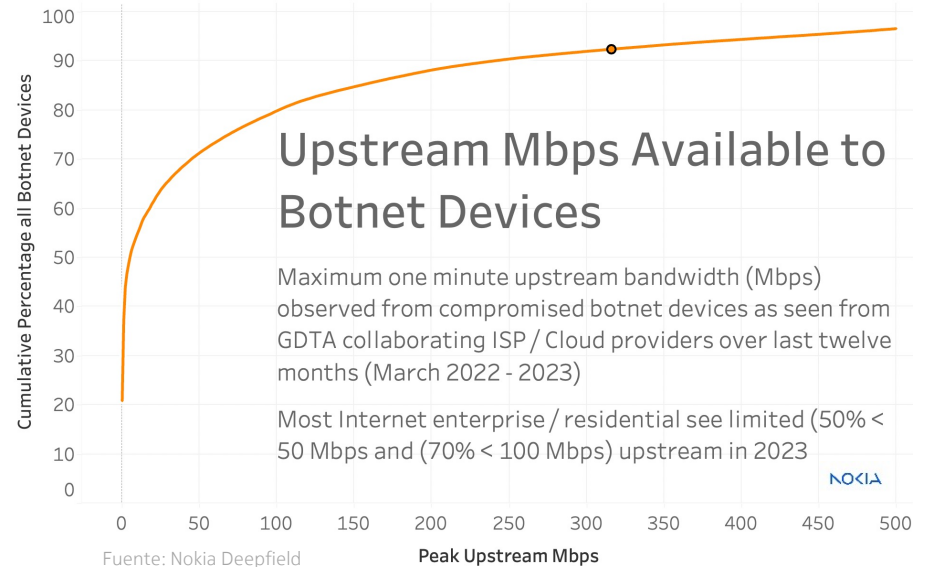 100
90
80
70
60
50
40
30
20
10
0
Cumulative Percentage all Botnet Devices
Upstream Mbps Available to
Botnet Devices
Maximum one minute upstream bandwidth (Mbps)
observed from compromised botnet devices as seen from
GDTA collaborating ISP / Cloud providers over last twelve
months (March 2022 - 2023)
Most Internet enterprise / residential see limited (50% <
50 Mbps and (70% < 100 Mbps) upstream in 2023
NOKIA
0 50 100 150 200 250 300 350 400 450 500
Peak Upstream Mbps
Fuente: Nokia Deepfield